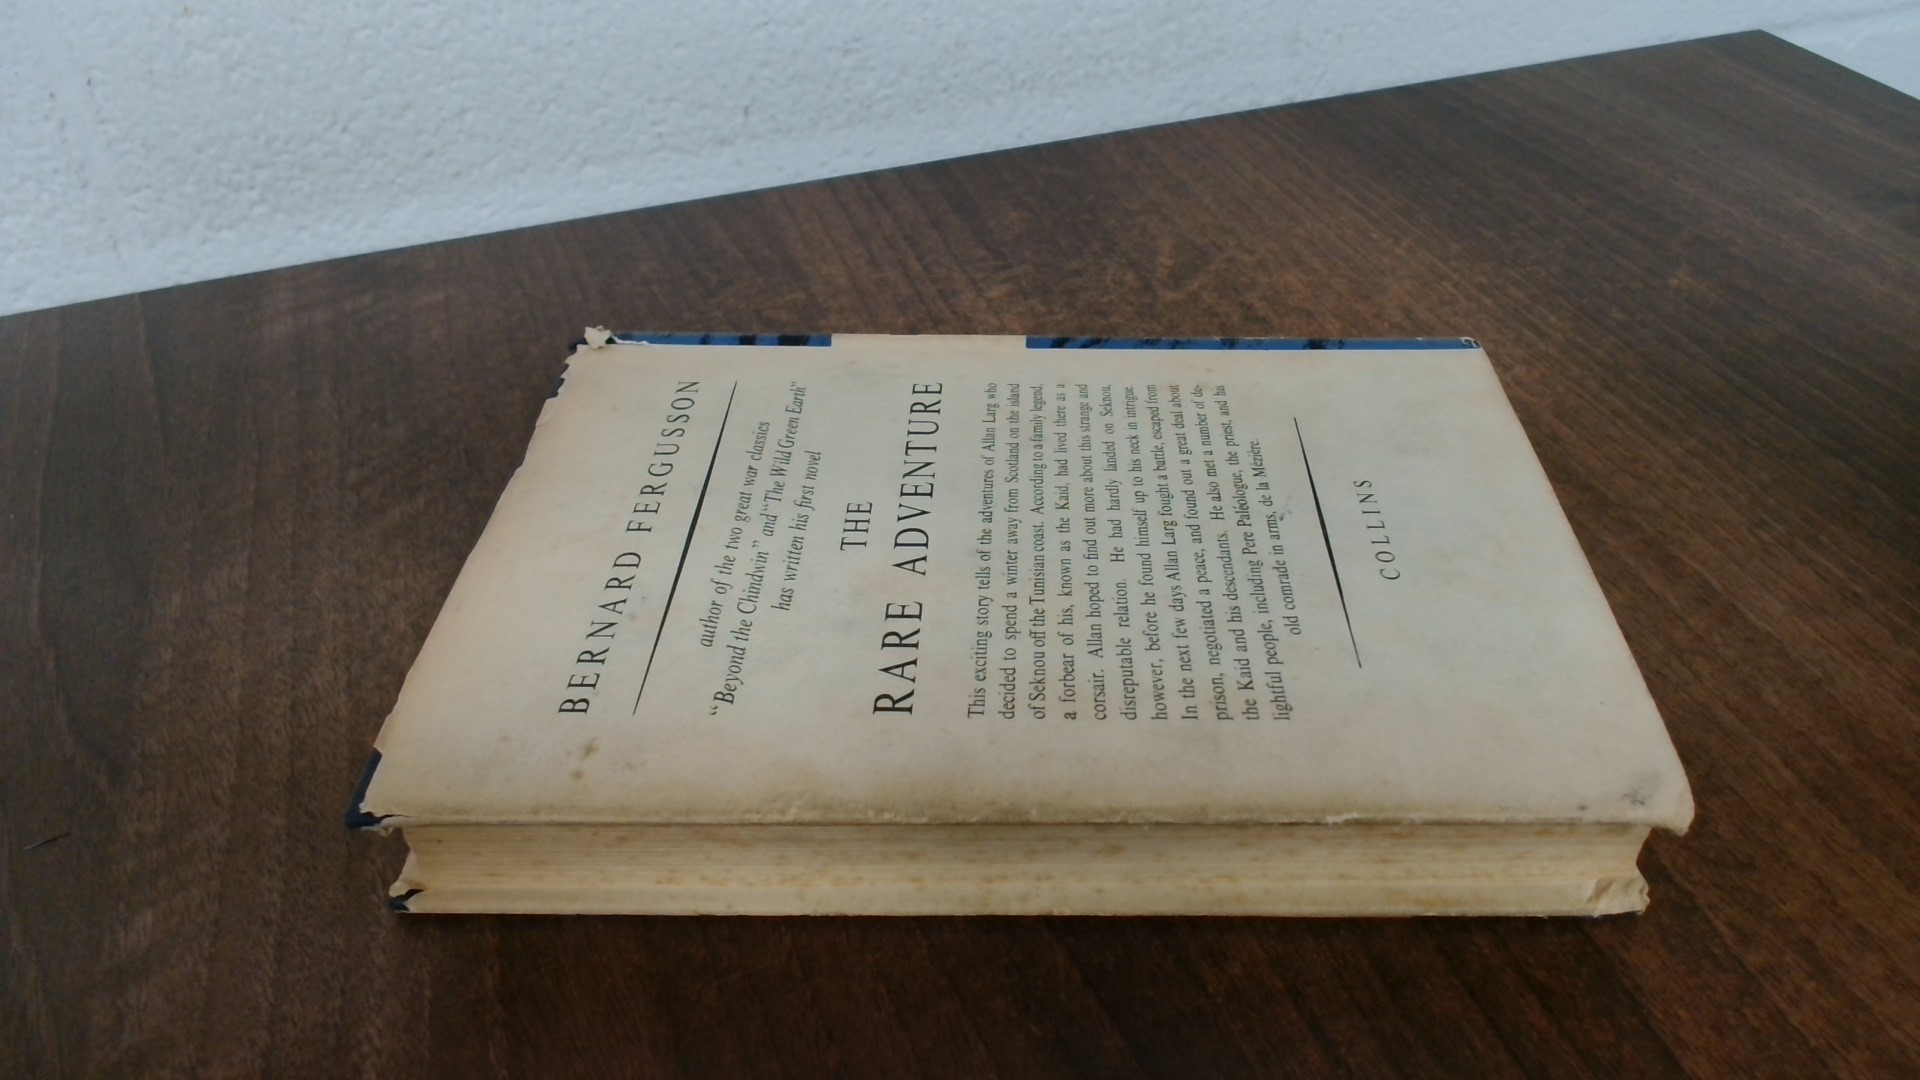 BERNARD FERGUSSON
author of the two great war classics
“Beyond the Chindwin” and “The Wild Green Earth”
has written his first novel
THE
RARE ADVENTURE
This exciting story tells of the adventures of Allan Larg who
decided to spend a winter away from Scotland on the island
of Seknou off the Tunisian coast. According to a family legend,
a forbear of his, known as the Kaid, had lived there as a
corsair. Allan hoped to find out more about this strange and
disreputable relation. He had hardly landed on Seknou,
however, before he found himself up to his neck in intrigue.
In the next few days Allan Larg fought a battle, escaped from
prison, negotiated a peace, and found out a great deal about
the Kaid and his descendants. He also met a number of de-
lightful people, including Pere Paléologue, the priest, and his
old comrade in arms, de la Mézière.
COLLINS